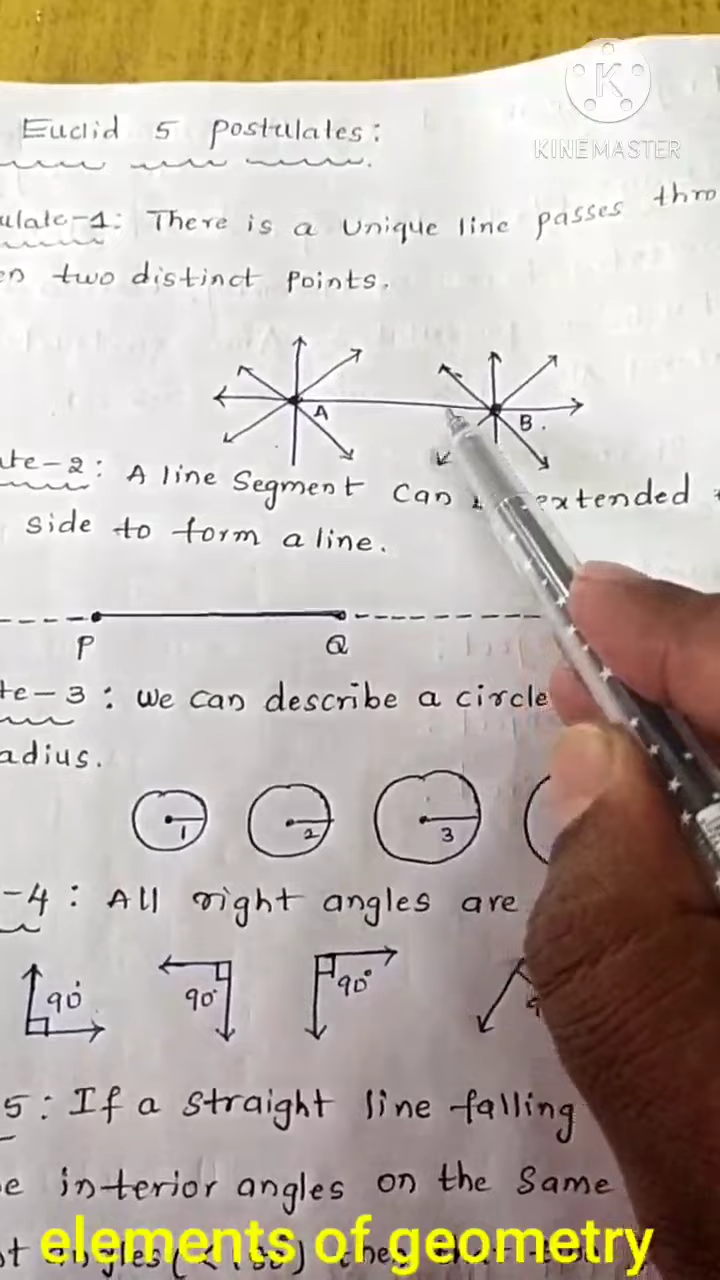 KINEMASTER
Euclid 5 Postulates:
ulate-1: There is a unique line passes thro
en two distinct points.
A B.
te-2: A line segment can extended
side to form a line.
P Q
te-3: we can describe a circle
adius.
1 2 3
-4: All right angles are
90° 90° 90°
5: If a straight line falling
e interior angles on the same
elements of geometry